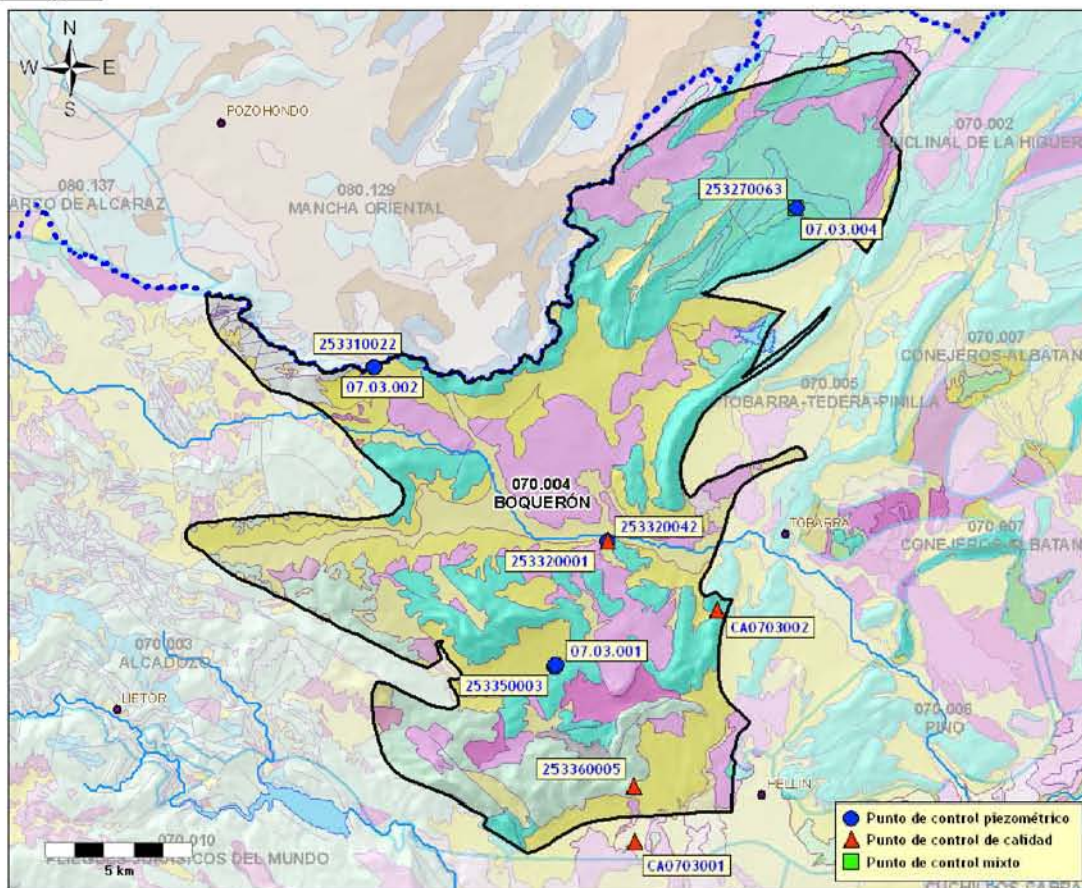 N
W E
S
POZOHONDO
080.137
ARCO DE ALCARAZ
080.129
MANCHA ORIENTAL
070.002
SINCLINAL DE LA HIGUER
253270063
07.03.004
253310022
07.03.002
070.007
CONEJEROS-ALBATAN
070.005
TOBARRA-TEDERA-PINILLA
070.004
BOQUERÓN
253320042
253320001
TOBARRA
070.007
CONEJEROS-ALBATAN
CA0703002
070.003
ALCADOZO
07.03.001
253350003
LIETOR
070.006
PINO
253360005
HELLIN
CA0703001
070.010
PLIEGUES JURÁSICOS DEL MUNDO
5 km
Punto de control piezométrico
Punto de control de calidad
Punto de control mixto